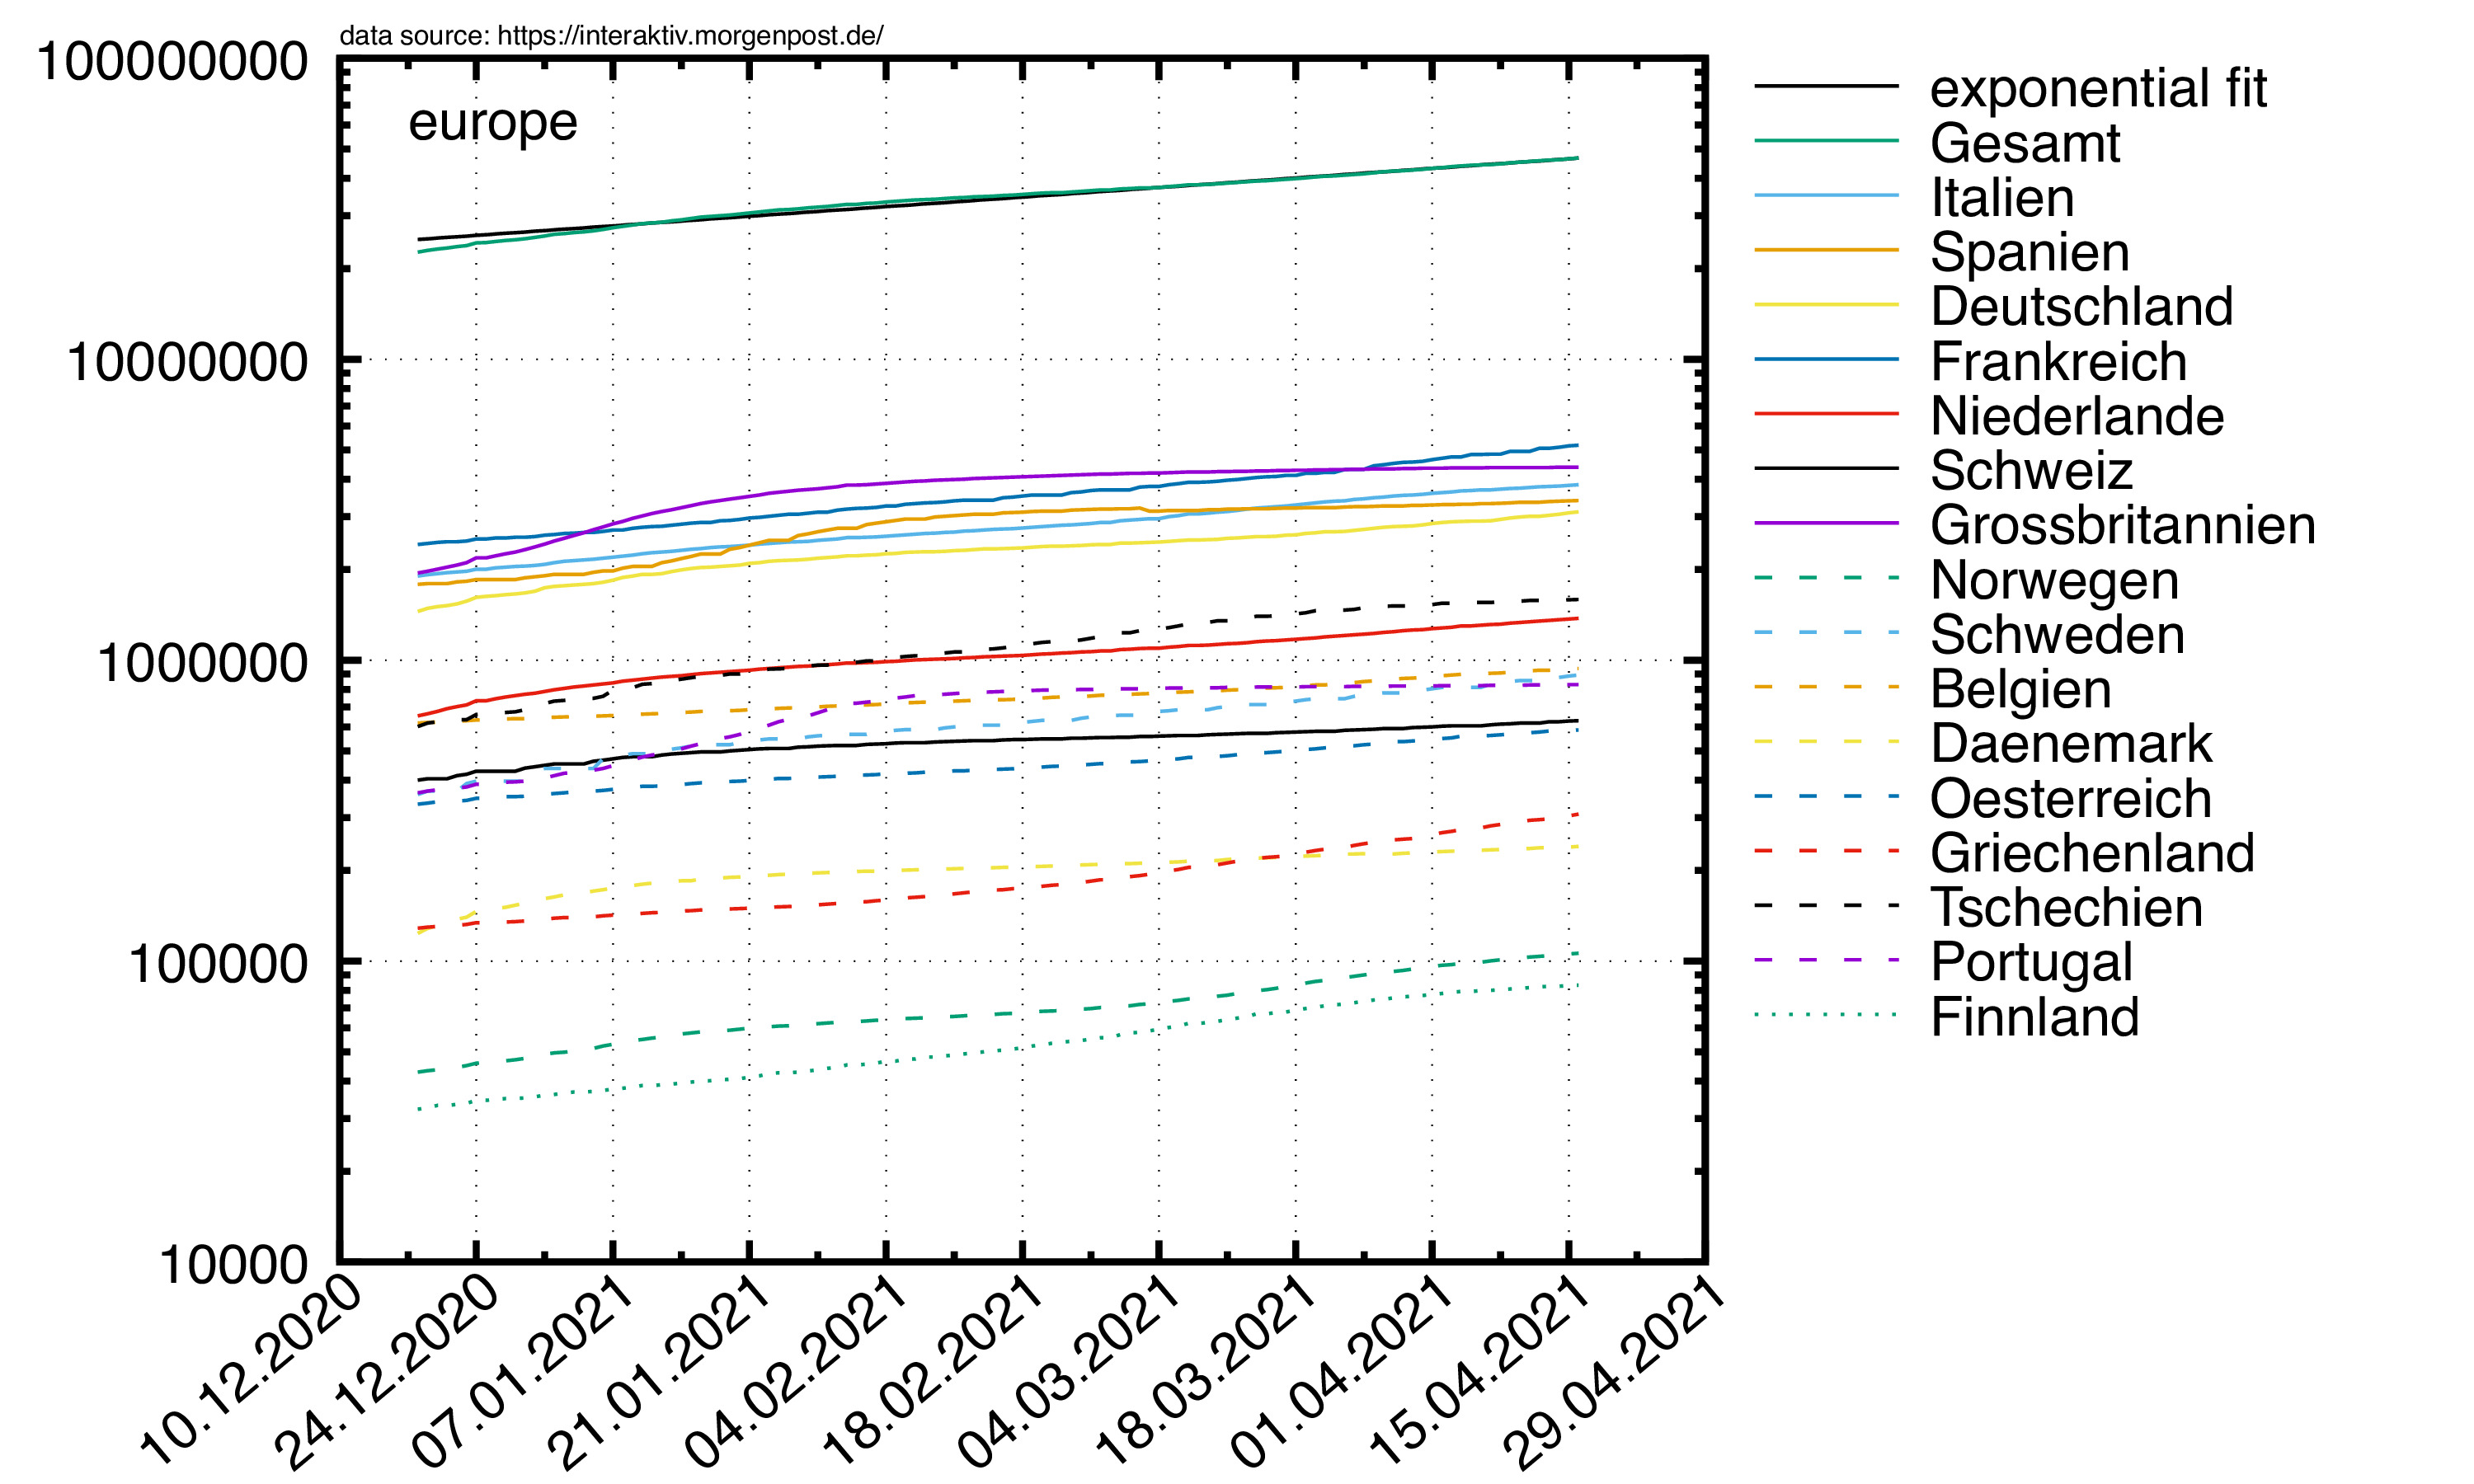 data source: https://interaktiv.morgenpost.de/
100000000
10000000
1000000
100000
10000
europe
10.12.2020
24.12.2020
07.01.2021
21.01.2021
04.02.2021
18.02.2021
04.03.2021
18.03.2021
01.04.2021
15.04.2021
29.04.2021
exponential fit
Gesamt
Italien
Spanien
Deutschland
Frankreich
Niederlande
Schweiz
Grossbritannien
Norwegen
Schweden
Belgien
Daenemark
Oesterreich
Griechenland
Tschechien
Portugal
Finnland